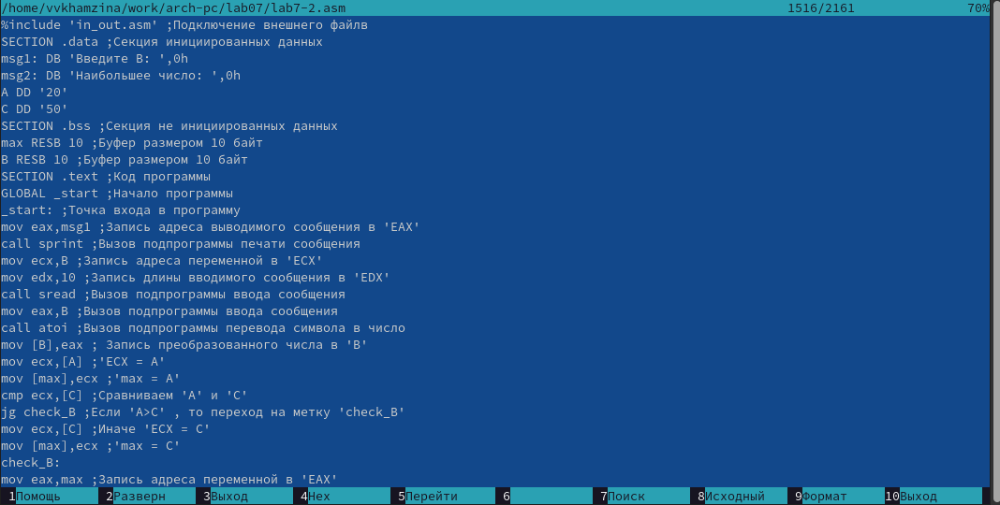 /home/vvkhamzina/work/arch-pc/lab07/lab7-2.asm 1516/2161 70%
%include 'in_out.asm' ;Подключение внешнего файлв
SECTION .data ;Секция инициированных данных
msg1: DB 'Введите B: ',0h
msg2: DB 'Наибольшее число: ',0h
A DD '20'
C DD '50'
SECTION .bss ;Секция не инициированных данных
max RESB 10 ;Буфер размером 10 байт
B RESB 10 ;Буфер размером 10 байт
SECTION .text ;Код программы
GLOBAL _start ;Начало программы
_start: ;Точка входа в программу
mov eax,msg1 ;Запись адреса выводимого сообщения в 'EAX'
call sprint ;Вызов подпрограммы печати сообщения
mov ecx,B ;Запись адреса переменной в 'ECX'
mov edx,10 ;Запись длины вводимого сообщения в 'EDX'
call sread ;Вызов подпрограммы ввода сообщения
mov eax,B ;Вызов подпрограммы ввода сообщения
call atoi ;Вызов подпрограммы перевода символа в число
mov [B],eax ; Запись преобразованного числа в 'B'
mov ecx,[A] ;'ECX = A'
mov [max],ecx ;'max = A'
cmp ecx,[C] ;Сравниваем 'A' и 'C'
jg check_B ;Если 'A>C' , то переход на метку 'check_B'
mov ecx,[C] ;Иначе 'ECX = C'
mov [max],ecx ;'max = C'
check_B:
mov eax,max ;Запись адреса переменной в 'EAX'
1Помощь 2Разверн 3Выход 4Hex 5Перейти 6 7Поиск 8Исходный 9Формат 10Выход